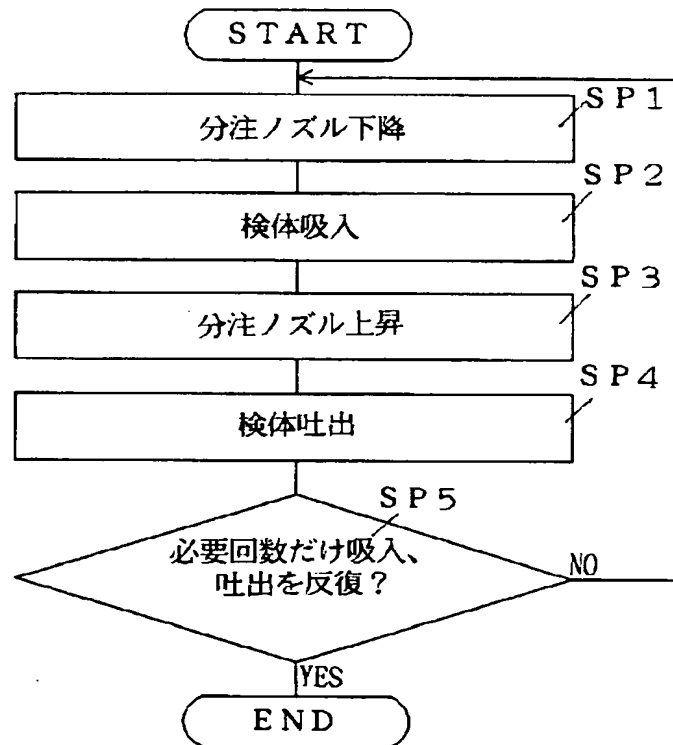 START
SP1
分注ノズル下降
SP2
検体吸入
SP3
分注ノズル上昇
SP4
検体吐出
SP5
必要回数だけ吸入、
吐出を反復？
NO
YES
END